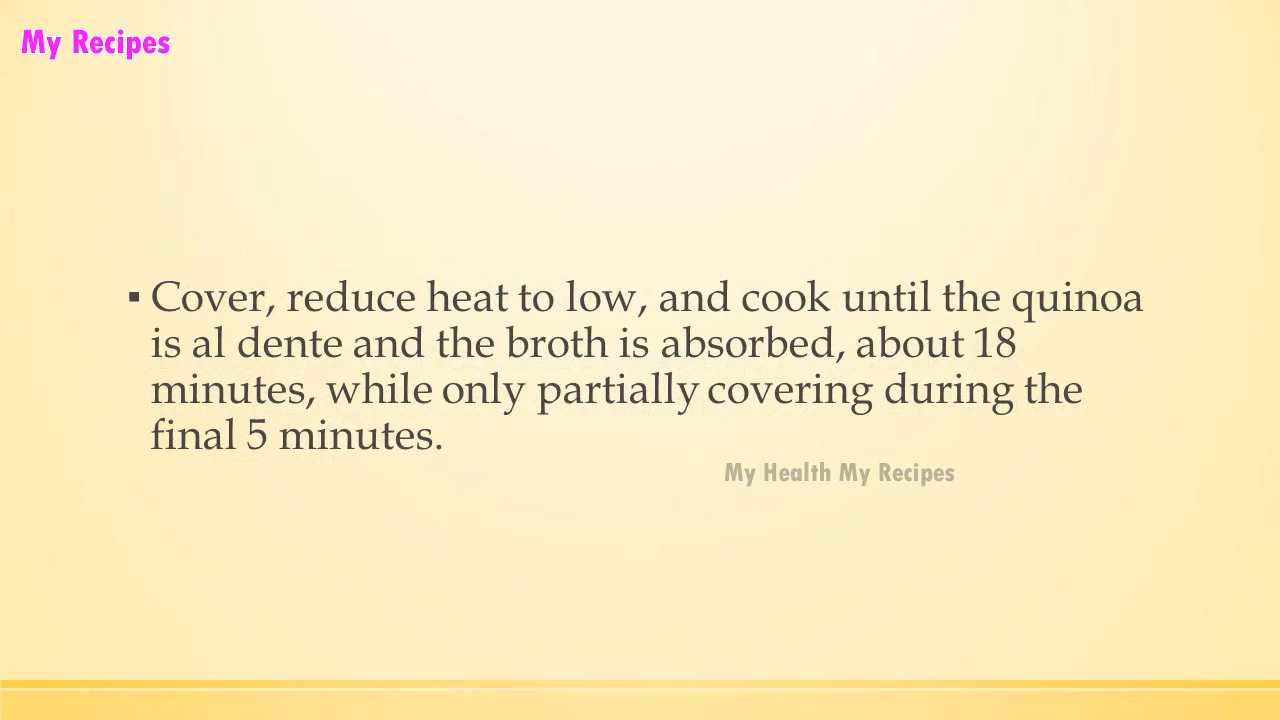 My Recipes
▪ Cover, reduce heat to low, and cook until the quinoa
is al dente and the broth is absorbed, about 18
minutes, while only partially covering during the
final 5 minutes.
My Health My Recipes